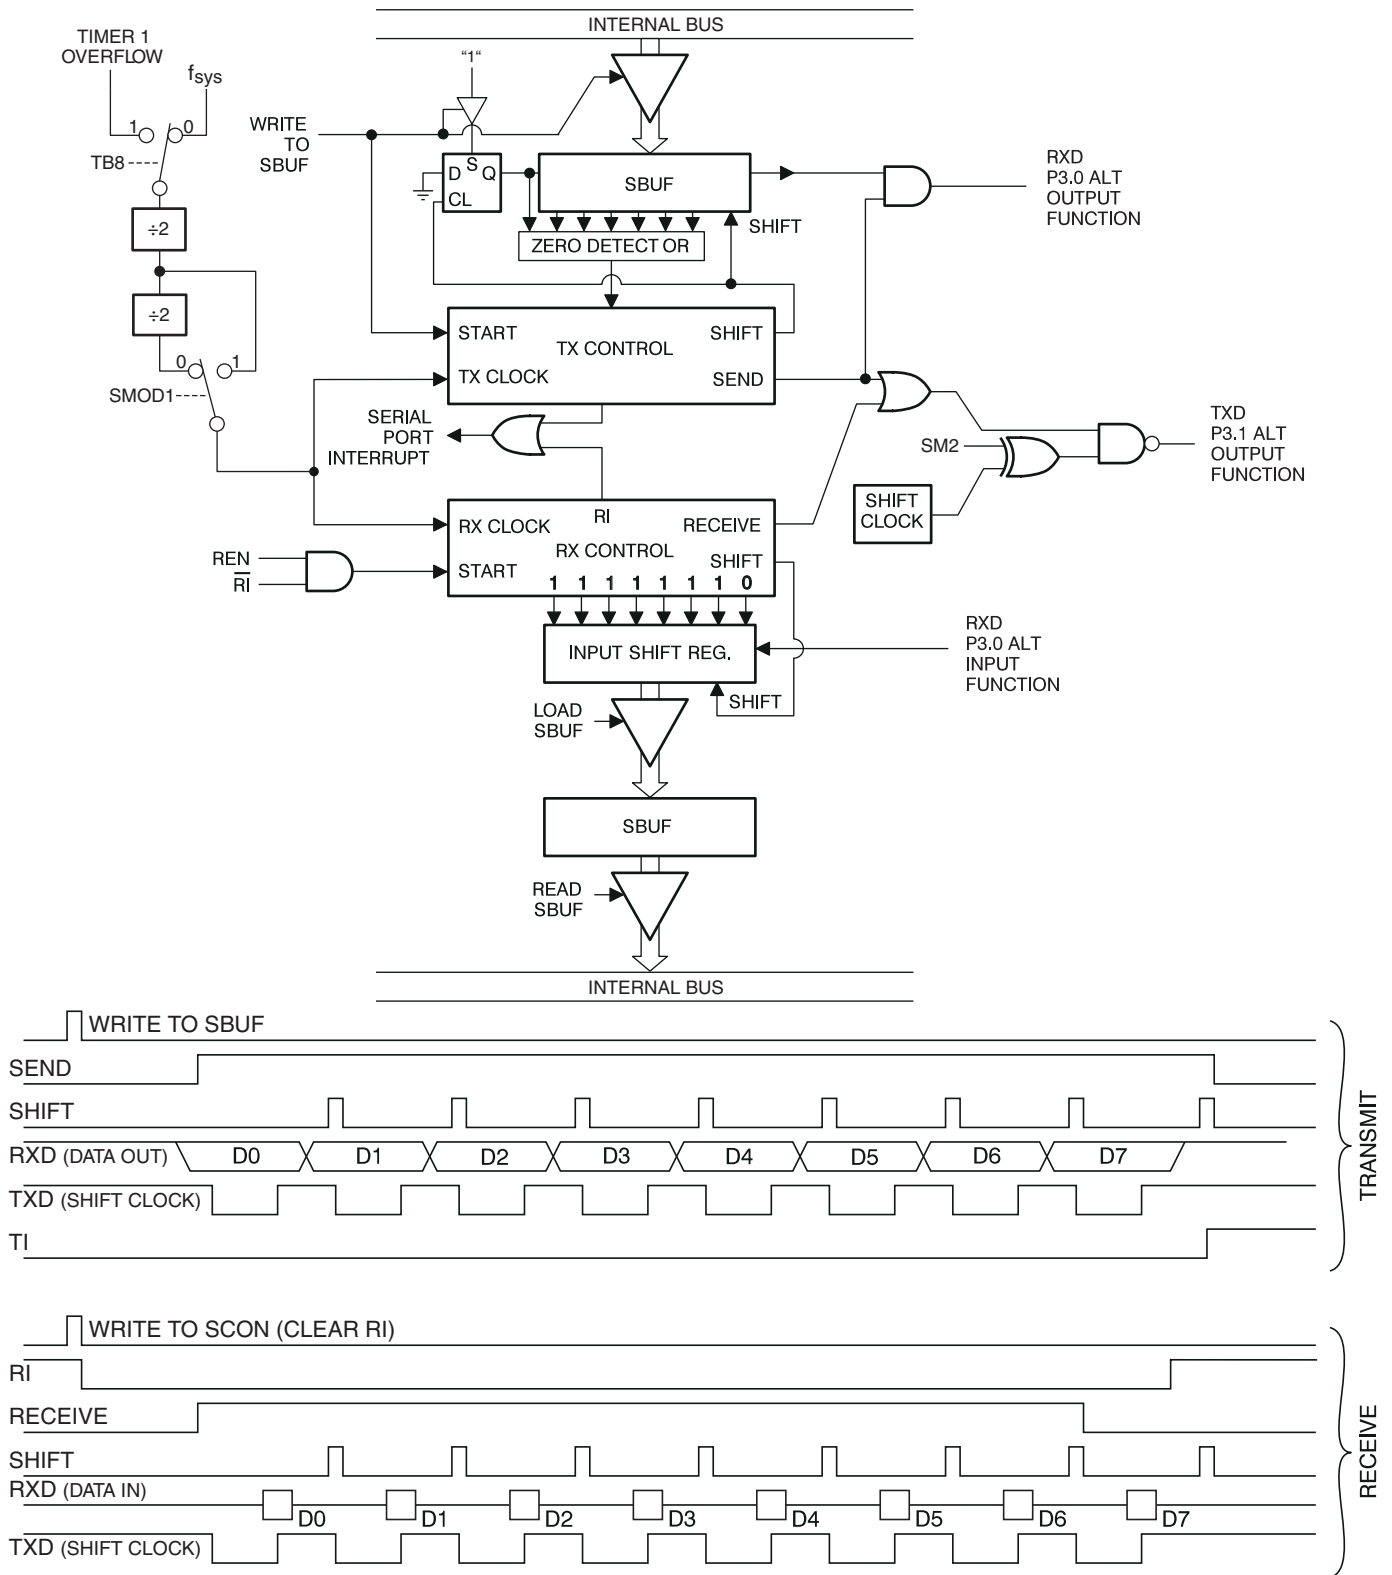 INTERNAL BUS
TIMER 1
OVERFLOW
fsys
"1"
1
0
TB8
WRITE
TO
SBUF
D
S
Q
CL
SBUF
SHIFT
RXD
P3.0 ALT
OUTPUT
FUNCTION
÷2
ZERO DETECT OR
÷2
START
SHIFT
TX CONTROL
TX CLOCK
SEND
0
1
SMOD1
SERIAL
PORT
INTERRUPT
SM2
TXD
P3.1 ALT
OUTPUT
FUNCTION
SHIFT
CLOCK
RX CLOCK
RI
RECEIVE
RX CONTROL
SHIFT
START
1 1 1 1 1 1 1 0
REN
RI
INPUT SHIFT REG.
RXD
P3.0 ALT
INPUT
FUNCTION
SHIFT
LOAD
SBUF
SBUF
READ
SBUF
INTERNAL BUS
WRITE TO SBUF
SEND
SHIFT
RXD (DATA OUT)
D0 D1 D2 D3 D4 D5 D6 D7
TXD (SHIFT CLOCK)
TI
TRANSMIT
WRITE TO SCON (CLEAR RI)
RI
RECEIVE
SHIFT
RXD (DATA IN)
D0 D1 D2 D3 D4 D5 D6 D7
TXD (SHIFT CLOCK)
RECEIVE